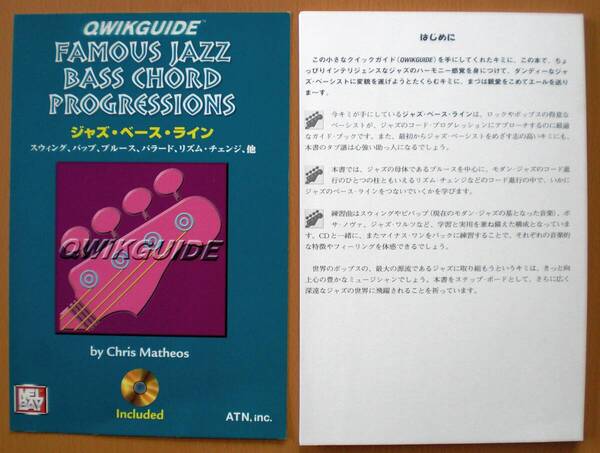 QWIKGUIDE™
FAMOUS JAZZ
BASS CHORD
PROGRESSIONS
ジャズ・ベース・ライン
スウィング、バップ、ブルース、バラード、リズム・チェンジ、他
QWIKGUIDE
by Chris Matheos
MEL BAY
Included
ATN, inc.
はじめに
この小さなクイックガイド(QWIKGUIDE)を手にしてくれたキミに、この本で、ちょ
っぴりインテリジェンスなジャズのハーモニー感覚を身につけて、ダンディーなジャ
ズ・ベーシストに変貌を遂げようとたくらむキミに、まずは親愛をこめてエールを送り
まーす。
今キミが手にしているジャズ・ベース・ラインは、ロックやポップスの得意な
ベーシストが、ジャズのコード・プログレッションにアプローチするのに最適
なガイド・ブックです。また、最初からジャズ・ベーシストをめざす志の高いキミにも、
本書のタブ譜は心強い助っ人になるでしょう。
本書では、ジャズの母体であるブルースを中心に、モダン・ジャズのコード進
行のひとつの柱ともいえるリズム・チェンジなどのコード進行の中で、いかに
ジャズのベース・ラインをつないでいくかを学びます。
練習曲はスウィングやビバップ(現在のモダン・ジャズの基となった音楽)、ボ
サ・ノヴァ、ジャズ・ワルツなど、学習と実用を兼ね備えた構成となっていま
す。CDと一緒に、またマイナス・ワンをバックに練習することで、それぞれの音楽的
な特徴やフィーリングを体感できるでしょう。
世界のポップスの、最大の源流であるジャズに取り組もうというキミは、きっと向
上心の豊かなミュージシャンでしょう。本書をステップ・ボードとして、さらに広く
深遠なジャズの世界に飛躍されることを祈っています。